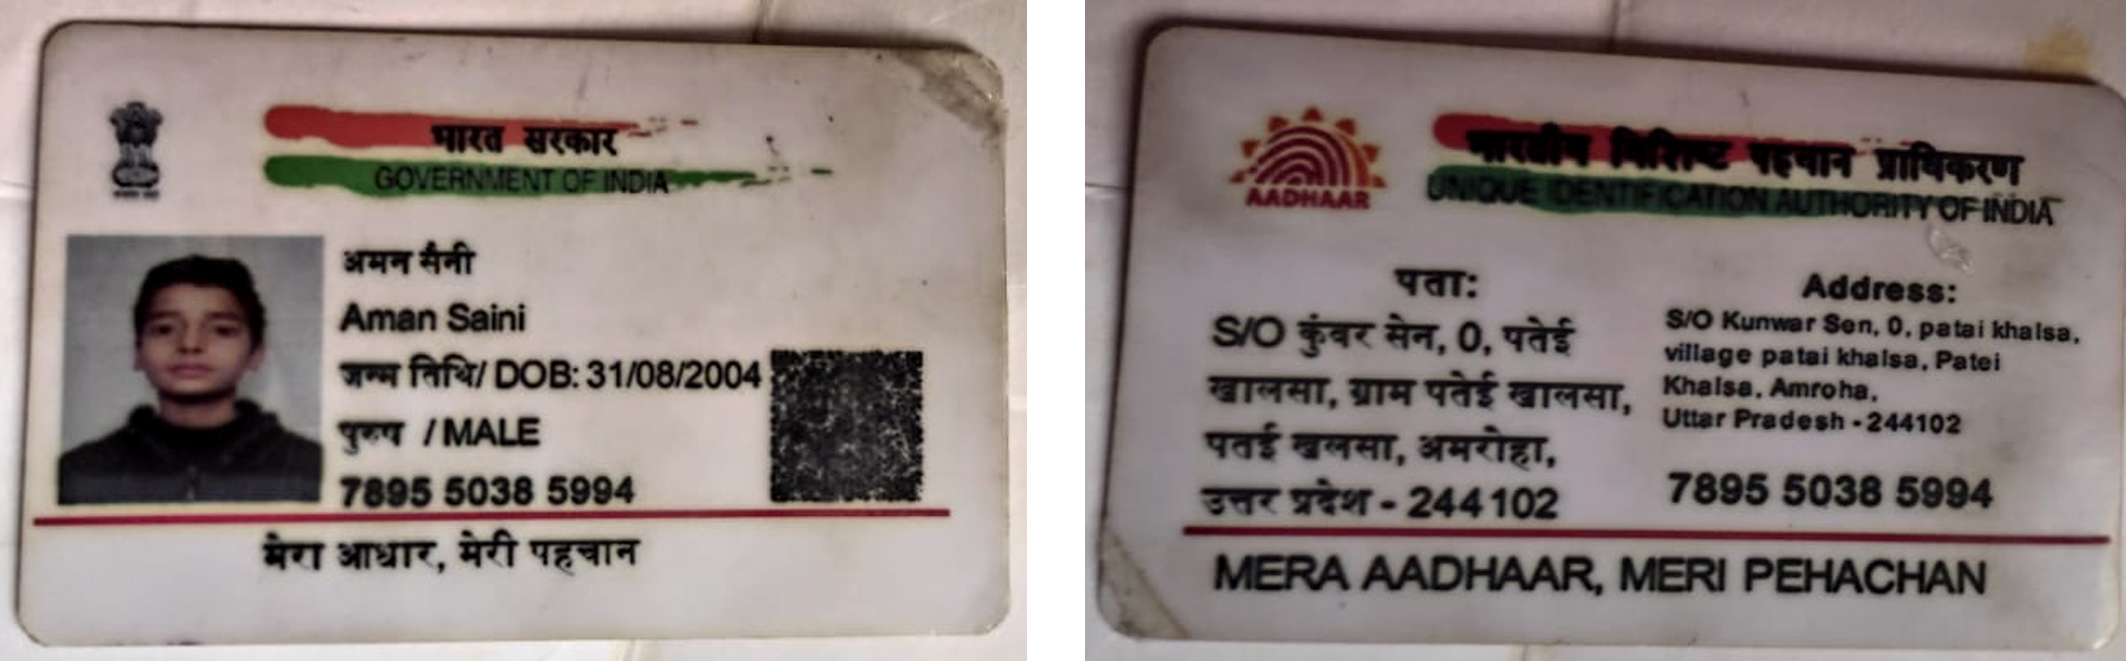 भारत सरकार
GOVERNMENT OF INDIA
अमन सैनी
Aman Saini
जन्म तिथि/ DOB: 31/08/2004
पुरुष / MALE
7895 5038 5994
मेरा आधार, मेरी पहचान
AADHAAR
भारतीय विशिष्ट पहचान प्राधिकरण
UNIQUE IDENTIFICATION AUTHORITY OF INDIA
पता:
S/O कुंवर सेन, 0, पतेई
खालसा, ग्राम पतेई खालसा,
पतई खलसा, अमरोहा,
उत्तर प्रदेश - 244102
Address:
S/O Kunwar Sen, 0, patai khalsa,
village patai khalsa, Patei
Khalsa, Amroha,
Uttar Pradesh - 244102
7895 5038 5994
MERA AADHAAR, MERI PEHACHAN